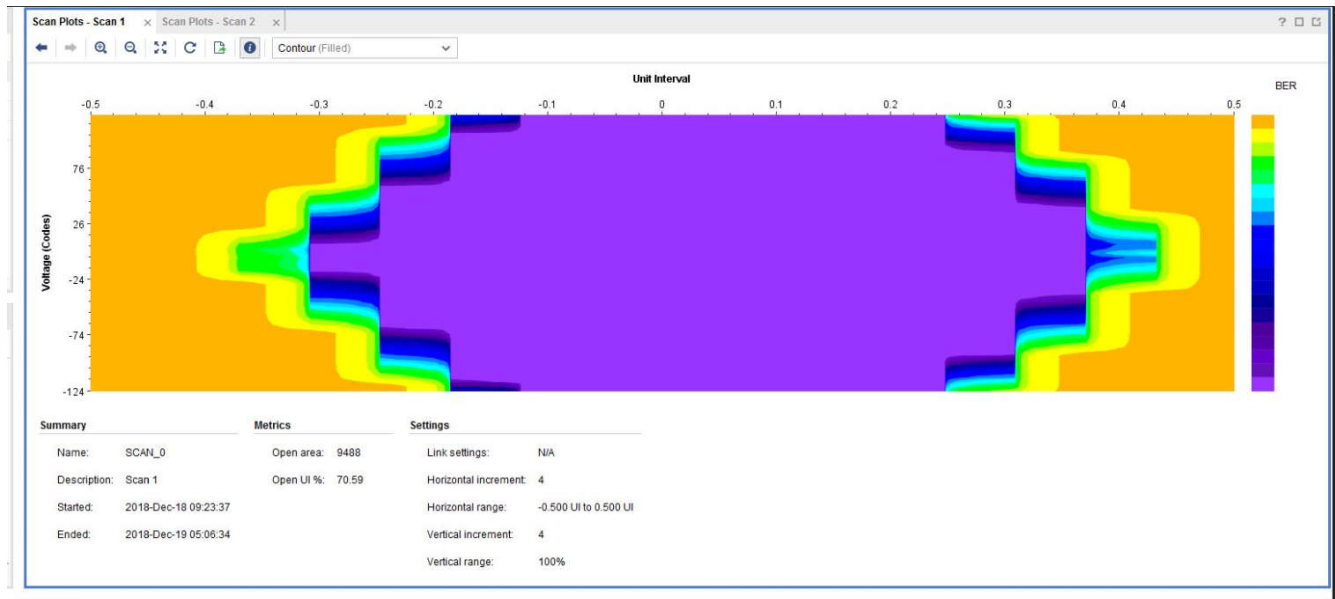 Scan Plots - Scan 1 × Scan Plots - Scan 2 ×
Contour (Filled)
Unit Interval
BER
-0.5 -0.4 -0.3 -0.2 -0.1 0 0.1 0.2 0.3 0.4 0.5
Voltage (Codes)
76
26
-24
-74
-124
Summary Metrics Settings
Name: SCAN_0 Open area: 9488 Link settings: N/A
Description: Scan 1 Open UI %: 70.59 Horizontal increment: 4
Started: 2018-Dec-18 09:23:37 Horizontal range: -0.500 UI to 0.500 UI
Ended: 2018-Dec-19 05:06:34 Vertical increment: 4
Vertical range: 100%